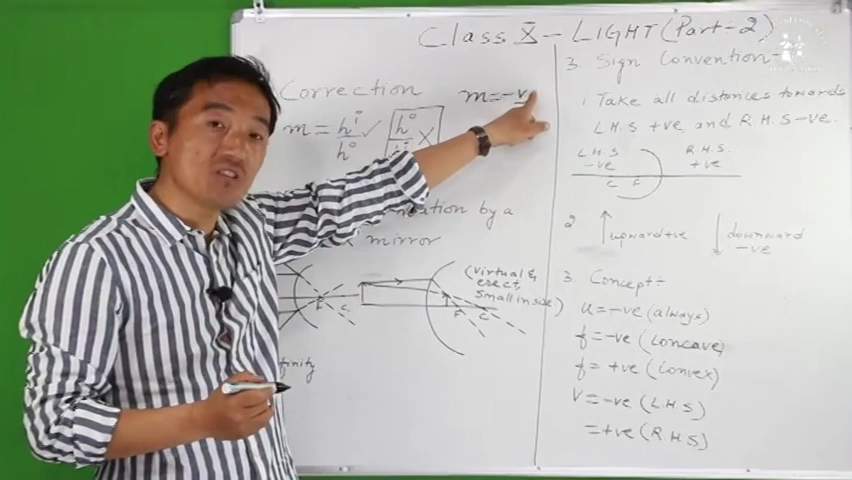 Class X - LIGHT (Part-2)
Correction
m = -v
m = hi/ho ✓ ho/hi X
mation by a
mirror
(virtual &
erect,
small in size)
F C
F C
finity
3 Sign Convention-
1. Take all distances towards
L.H.S +ve and R.H.S -ve.
L.H.S R.H.S.
-ve +ve
C F
2 upward +ve downward
-ve
3. Concept-
u = -ve (always)
f = -ve (concave)
f = +ve (convex)
V = -ve (L.H.S)
= +ve (R.H.S)